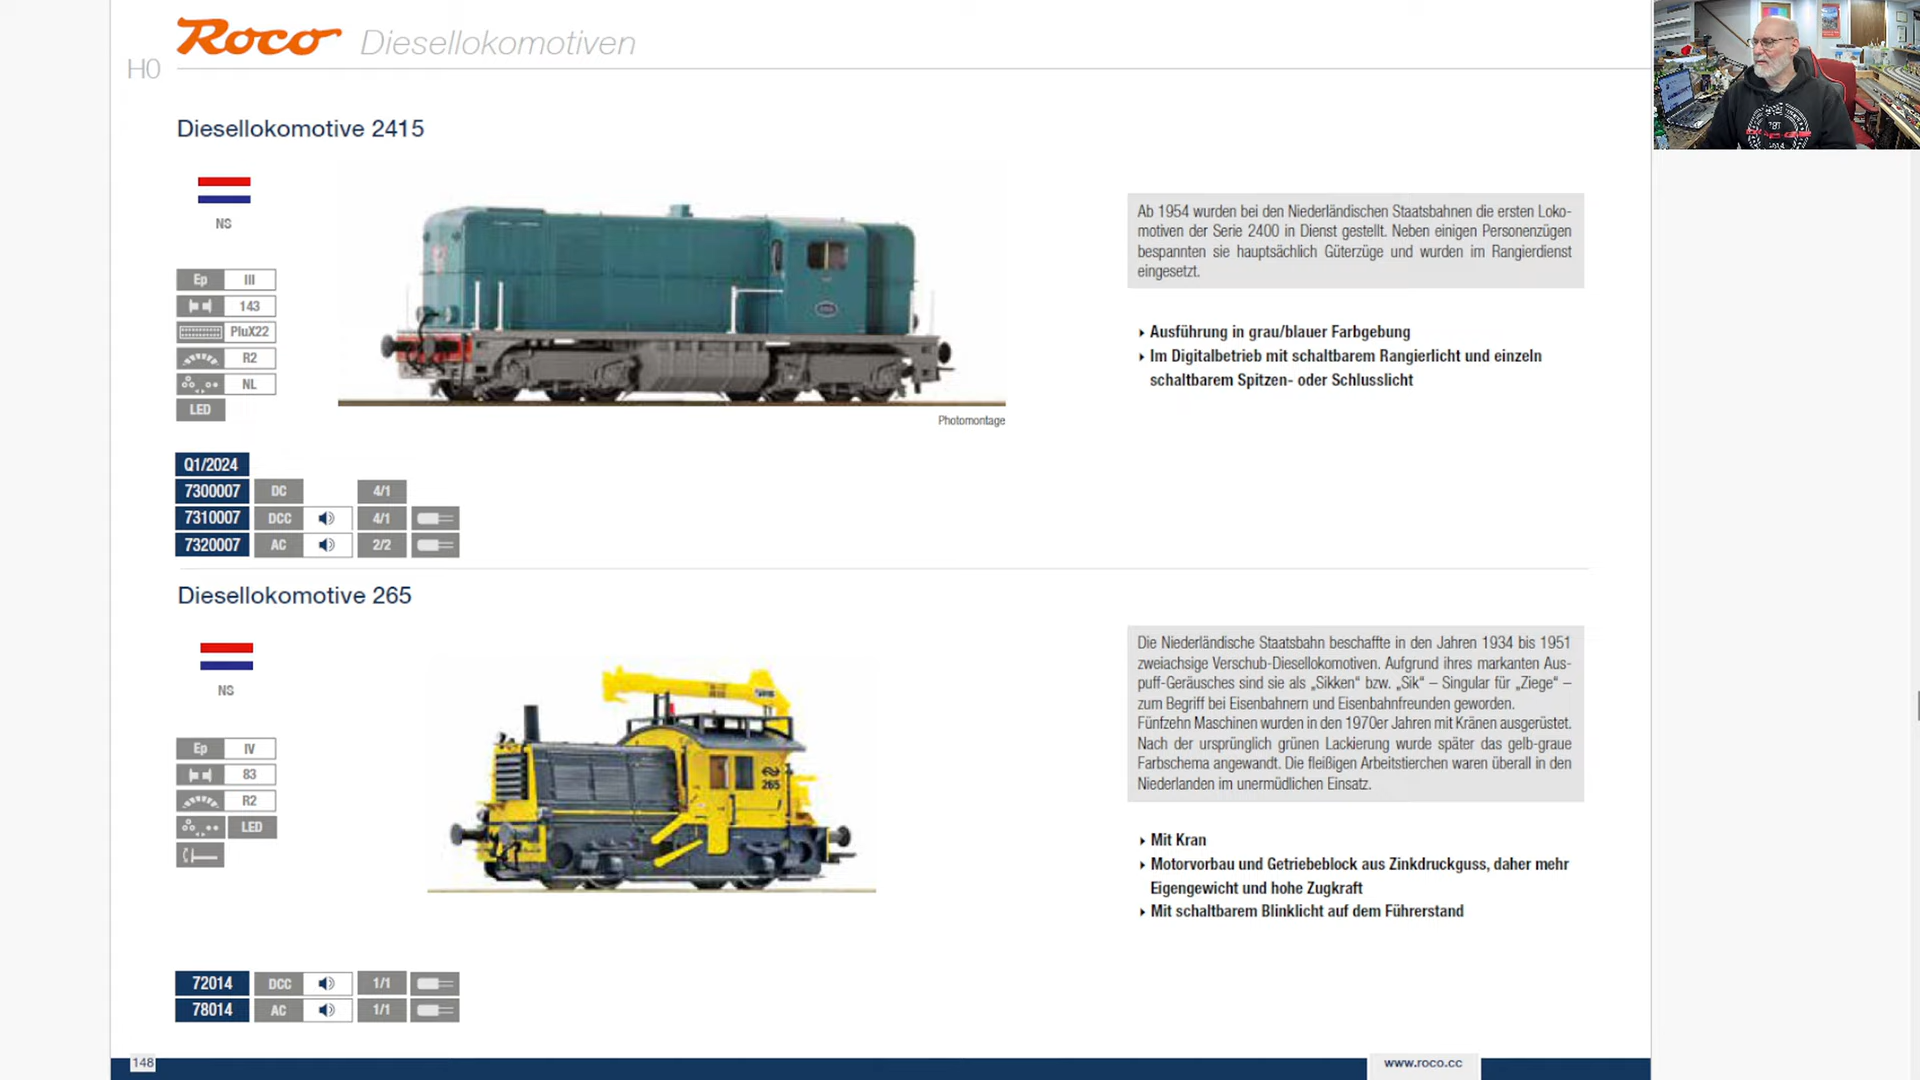 Roco Diesellokomotiven
H0
Diesellokomotive 2415
NS
Ep III
143
PluX22
R2
NL
LED
Photomontage
Ab 1954 wurden bei den Niederländischen Staatsbahnen die ersten Loko-
motiven der Serie 2400 in Dienst gestellt. Neben einigen Personenzügen
bespannten sie hauptsächlich Güterzüge und wurden im Rangierdienst
eingesetzt.
Ausführung in grau/blauer Farbgebung
Im Digitalbetrieb mit schaltbarem Rangierlicht und einzeln
schaltbarem Spitzen- oder Schlusslicht
Q1/2024
7300007 DC 4/1
7310007 DCC 4/1
7320007 AC 2/2
Diesellokomotive 265
NS
Ep IV
83
R2
LED
265
Die Niederländische Staatsbahn beschaffte in den Jahren 1934 bis 1951
zweiachsige Verschub-Diesellokomotiven. Aufgrund ihres markanten Aus-
puff-Geräusches sind sie als „Sikken“ bzw. „Sik“ – Singular für „Ziege“ –
zum Begriff bei Eisenbahnern und Eisenbahnfreunden geworden.
Fünfzehn Maschinen wurden in den 1970er Jahren mit Kränen ausgerüstet.
Nach der ursprünglich grünen Lackierung wurde später das gelb-graue
Farbschema angewandt. Die fleißigen Arbeitstierchen waren überall in den
Niederlanden im unermüdlichen Einsatz.
Mit Kran
Motorvorbau und Getriebeblock aus Zinkdruckguss, daher mehr
Eigengewicht und hohe Zugkraft
Mit schaltbarem Blinklicht auf dem Führerstand
72014 DCC 1/1
78014 AC 1/1
148
www.roco.cc